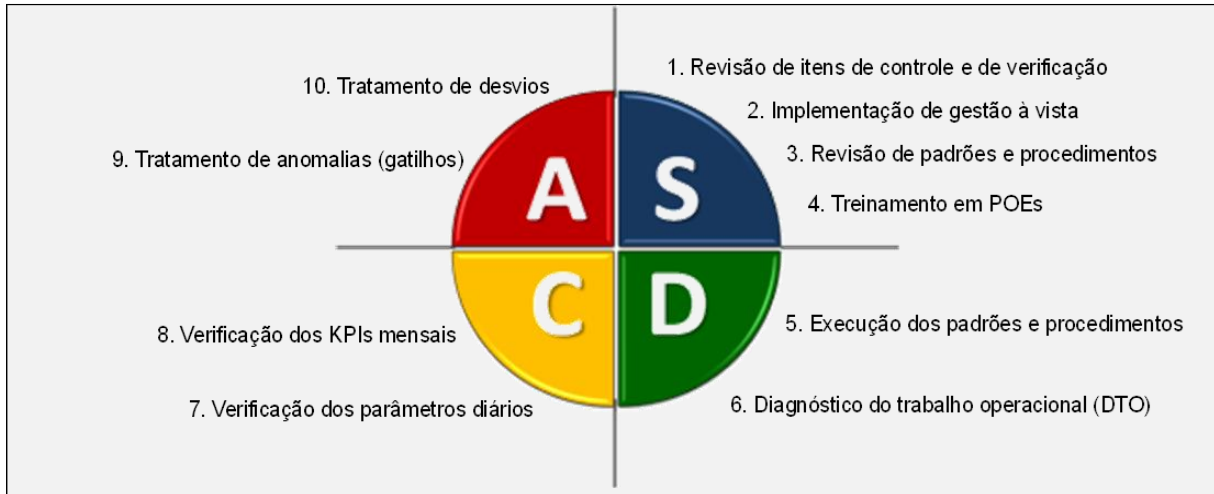 1. Revisão de itens de controle e de verificação
2. Implementação de gestão à vista
3. Revisão de padrões e procedimentos
4. Treinamento em POEs
5. Execução dos padrões e procedimentos
6. Diagnóstico do trabalho operacional (DTO)
7. Verificação dos parâmetros diários
8. Verificação dos KPIs mensais
9. Tratamento de anomalias (gatilhos)
10. Tratamento de desvios
A S
C D